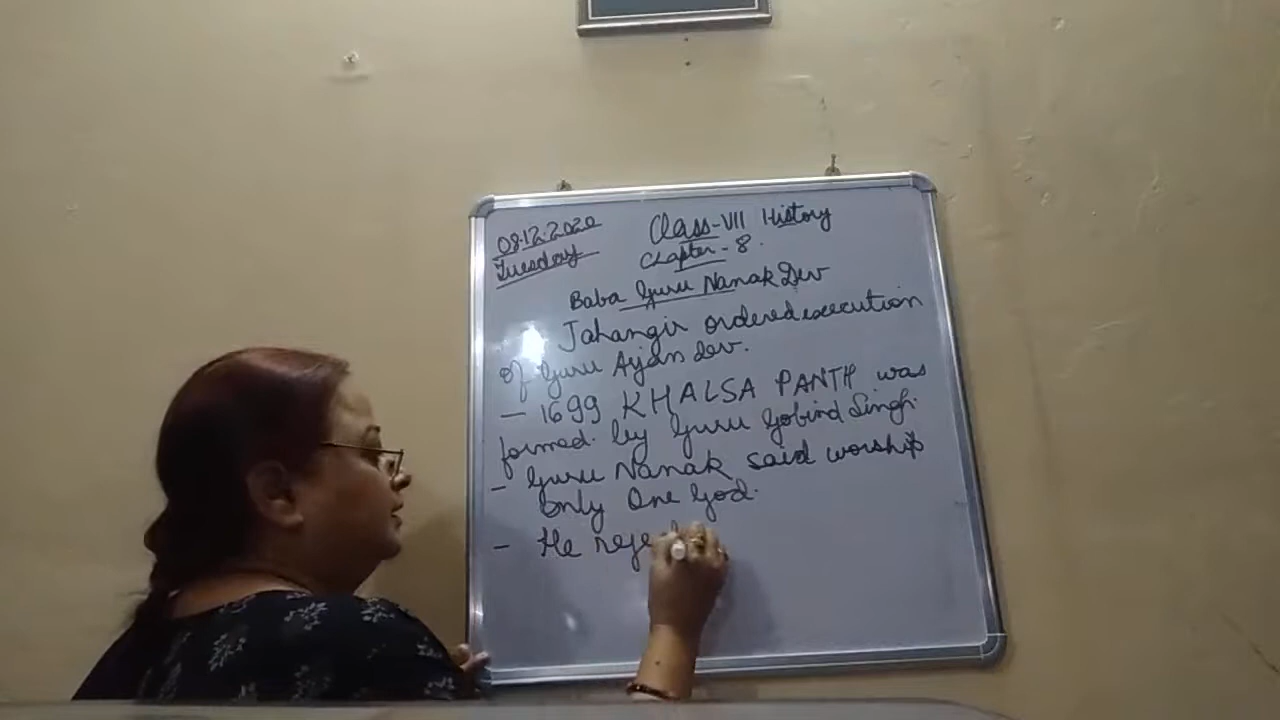 08.12.2020
Tuesday
Class-VII History
Chapter - 8.
Baba Guru Nanak Dev
Jahangir ordered execution
of Guru Arjan dev.
- 1699 KHALSA PANTH was
formed. by Guru Gobind Singh.
- Guru Nanak said worship
only One God.
- He reje